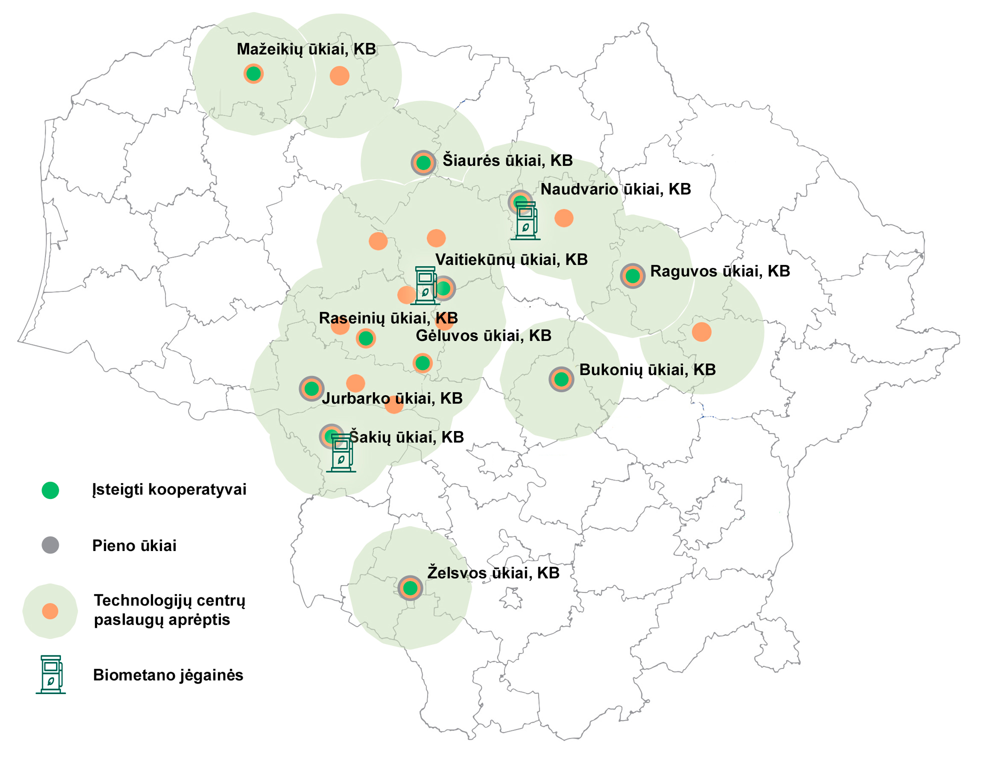 Mažeikių ūkiai, KB
Šiaurės ūkiai, KB
Naudvario ūkiai, KB
Vaitiekūnų ūkiai, KB
Raguvos ūkiai, KB
Raseinių ūkiai, KB
Gėluvos ūkiai, KB
Bukonių ūkiai, KB
Jurbarko ūkiai, KB
Šakių ūkiai, KB
Želsvos ūkiai, KB
Įsteigti kooperatyvai
Pieno ūkiai
Technologijų centrų
paslaugų aprėptis
Biometano jėgainės